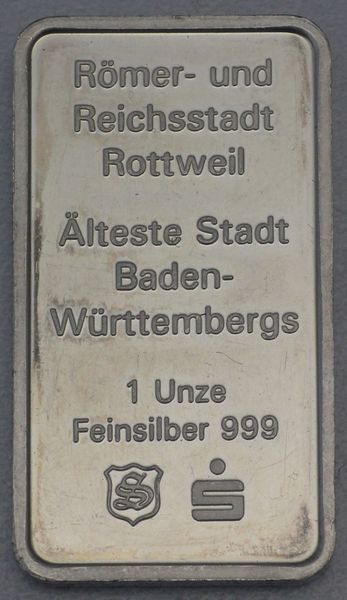 Römer- und
Reichsstadt
Rottweil
Älteste Stadt
Baden-
Württembergs
1 Unze
Feinsilber 999
S